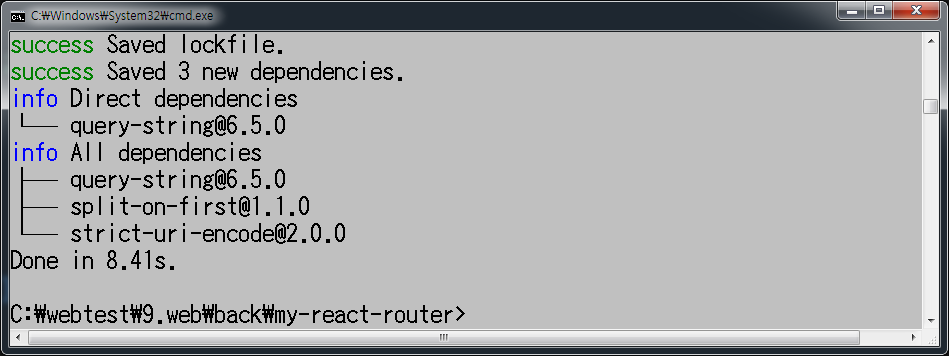 C:₩Windows₩System32₩cmd.exe
success Saved lockfile.
success Saved 3 new dependencies.
info Direct dependencies
└── query-string@6.5.0
info All dependencies
├── query-string@6.5.0
├── split-on-first@1.1.0
└── strict-uri-encode@2.0.0
Done in 8.41s.
C:₩webtest₩9.web₩back₩my-react-router>